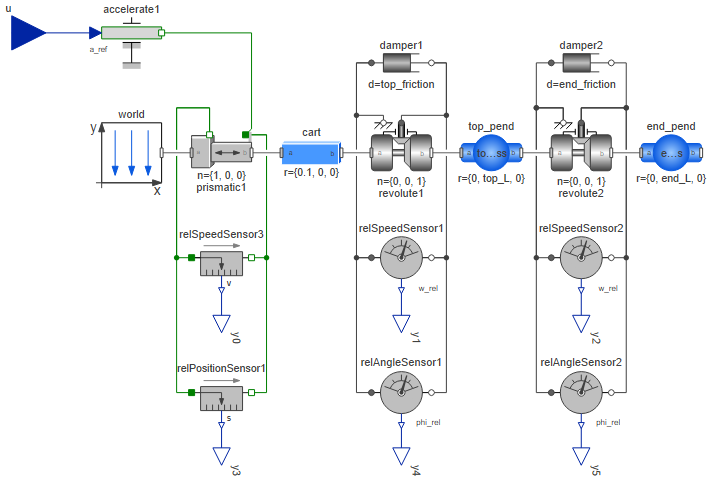 u
accelerate1
a_ref
damper1
d=top_friction
damper2
d=end_friction
world
y
x
a
b
n={1, 0, 0}
prismatic1
cart
a
b
r={0.1, 0, 0}
a
b
n={0, 0, 1}
revolute1
top_pend
a
to...ss
b
r={0, top_L, 0}
a
b
n={0, 0, 1}
revolute2
end_pend
a
e...s
b
r={0, end_L, 0}
relSpeedSensor3
v
y0
relSpeedSensor1
w_rel
y1
relSpeedSensor2
w_rel
y2
relPositionSensor1
s
y3
relAngleSensor1
phi_rel
y4
relAngleSensor2
phi_rel
y5